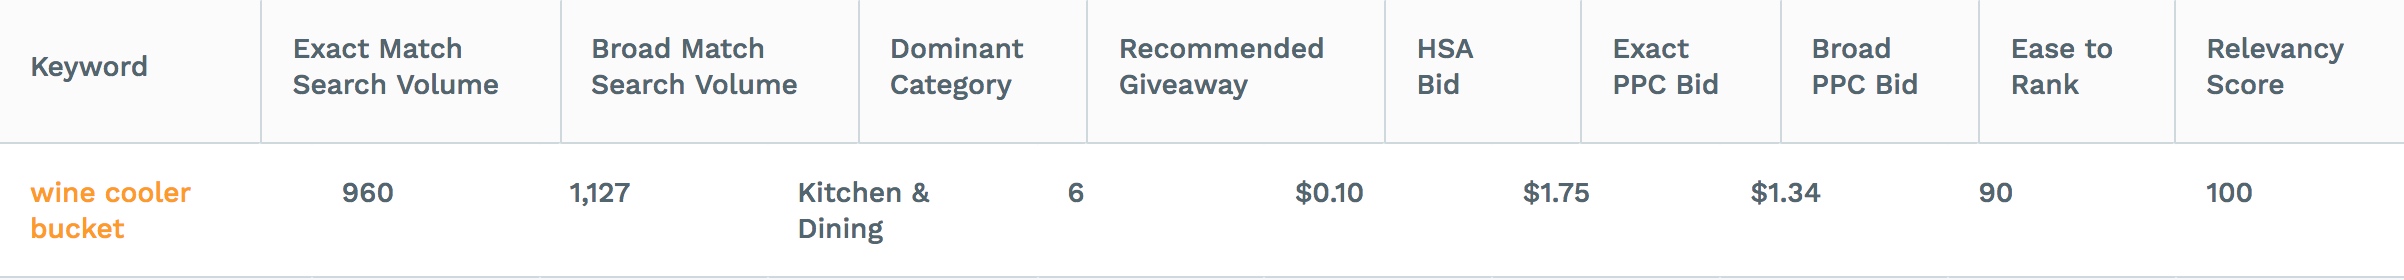 Keyword
Exact Match
Search Volume
Broad Match
Search Volume
Dominant
Category
Recommended
Giveaway
HSA
Bid
Exact
PPC Bid
Broad
PPC Bid
Ease to
Rank
Relevancy
Score
wine cooler
bucket
960
1,127
Kitchen &
Dining
6
$0.10
$1.75
$1.34
90
100